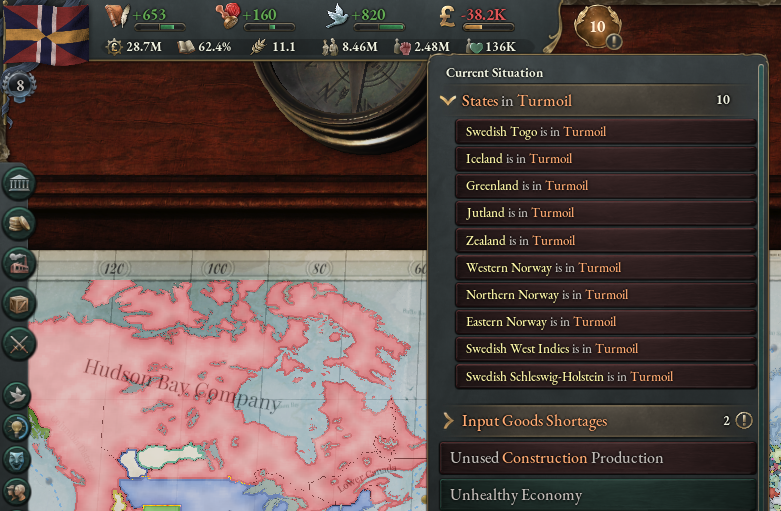 +653 +160 +820 -38.2K 10
28.7M 62.4% 11.1 8.46M 2.48M 136K
8
Current Situation
States in Turmoil 10
Swedish Togo is in Turmoil
Iceland is in Turmoil
Greenland is in Turmoil
Jutland is in Turmoil
Zealand is in Turmoil
Western Norway is in Turmoil
Northern Norway is in Turmoil
Eastern Norway is in Turmoil
Swedish West Indies is in Turmoil
Swedish Schleswig-Holstein is in Turmoil
Input Goods Shortages 2
Unused Construction Production
Unhealthy Economy
N
120 100 80
Hudson Bay Company
Lower Canada